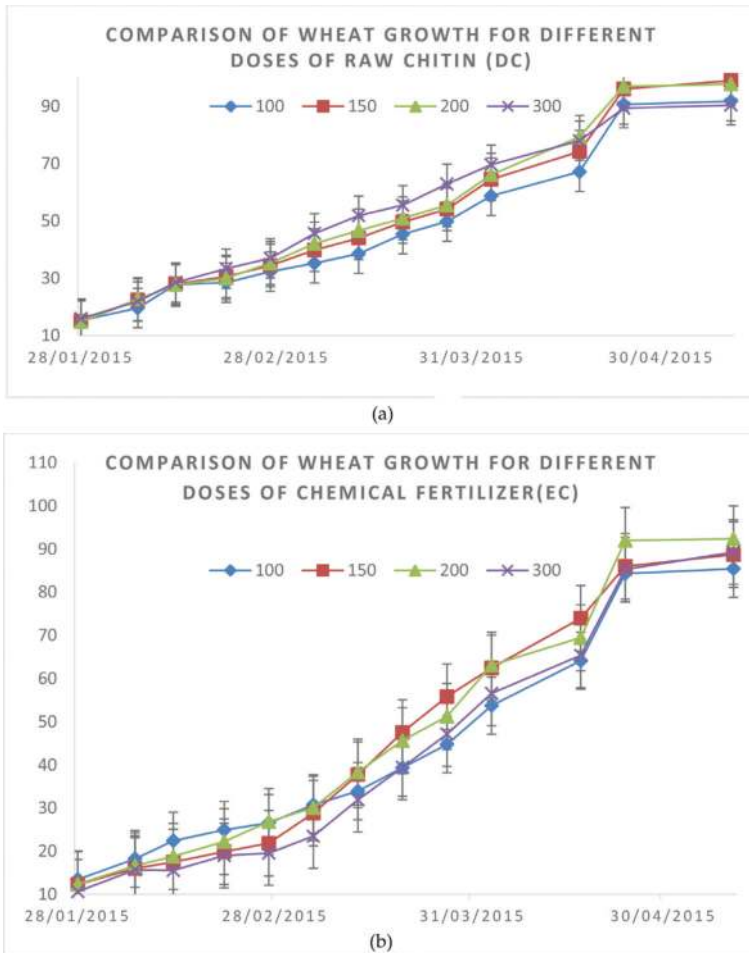 COMPARISON OF WHEAT GROWTH FOR DIFFERENT
DOSES OF RAW CHITIN (DC)
100 150 200 300
90
70
50
30
10
28/01/2015 28/02/2015 31/03/2015 30/04/2015
(a)
COMPARISON OF WHEAT GROWTH FOR DIFFERENT
DOSES OF CHEMICAL FERTILIZER(EC)
100 150 200 300
110
100
90
80
70
60
50
40
30
20
10
28/01/2015 28/02/2015 31/03/2015 30/04/2015
(b)